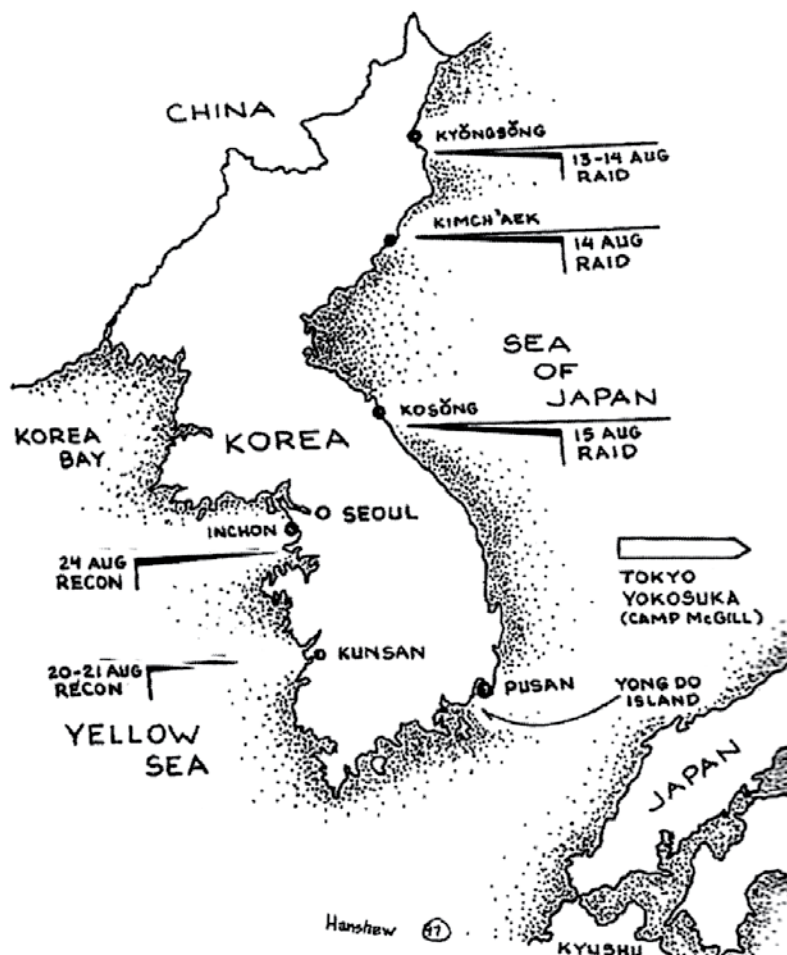 CHINA
KYŎNGSŎNG
13-14 AUG
RAID
KIMCH'AEK
14 AUG
RAID
SEA
OF
JAPAN
KOSŎNG
15 AUG
RAID
KOREA
BAY
KOREA
SEOUL
INCHON
24 AUG
RECON
TOKYO
YOKOSUKA
(CAMP McGILL)
KUNSAN
20-21 AUG
RECON
PUSAN
YONG DO
ISLAND
YELLOW
SEA
JAPAN
Hanshew 97
KYUSHU